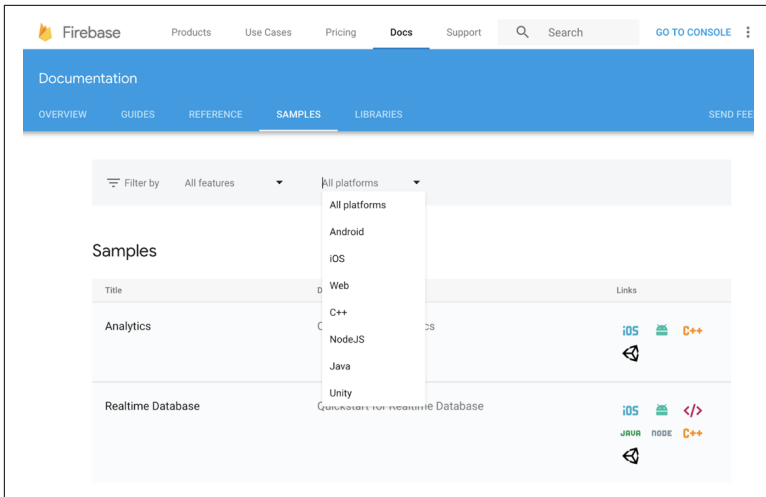 Firebase Products Use Cases Pricing Docs Support Search GO TO CONSOLE
Documentation
OVERVIEW GUIDES REFERENCE SAMPLES LIBRARIES SEND FEE
Filter by All features All platforms
All platforms
Android
iOS
Web
C++
NodeJS
Java
Unity
Samples
Title D Links
Analytics Q cs iOS C++
Realtime Database Quickstart for Realtime Database iOS </>
JAVA NODE C++